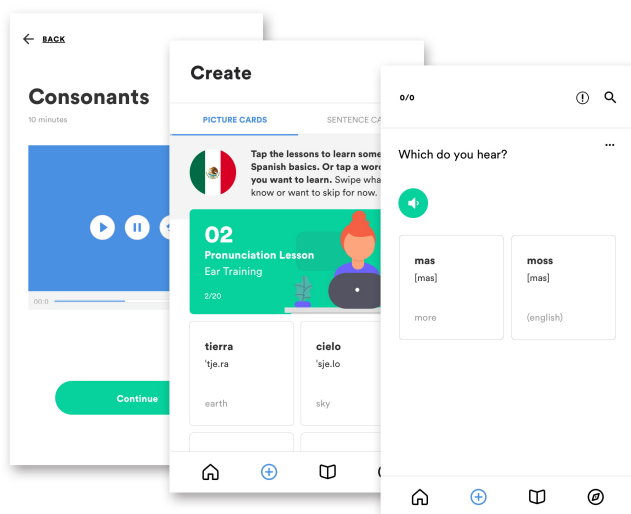 BACK
Consonants
10 minutes
00:0
Continue
Create
PICTURE CARDS
SENTENCE CA
Tap the lessons to learn some
Spanish basics. Or tap a wor
you want to learn. Swipe wha
know or want to skip for now.
02
Pronunciation Lesson
Ear Training
2/20
tierra
'tje.ra
earth
cielo
'sje.lo
sky
0/0
Which do you hear?
mas
[mas]
more
moss
[mas]
(english)